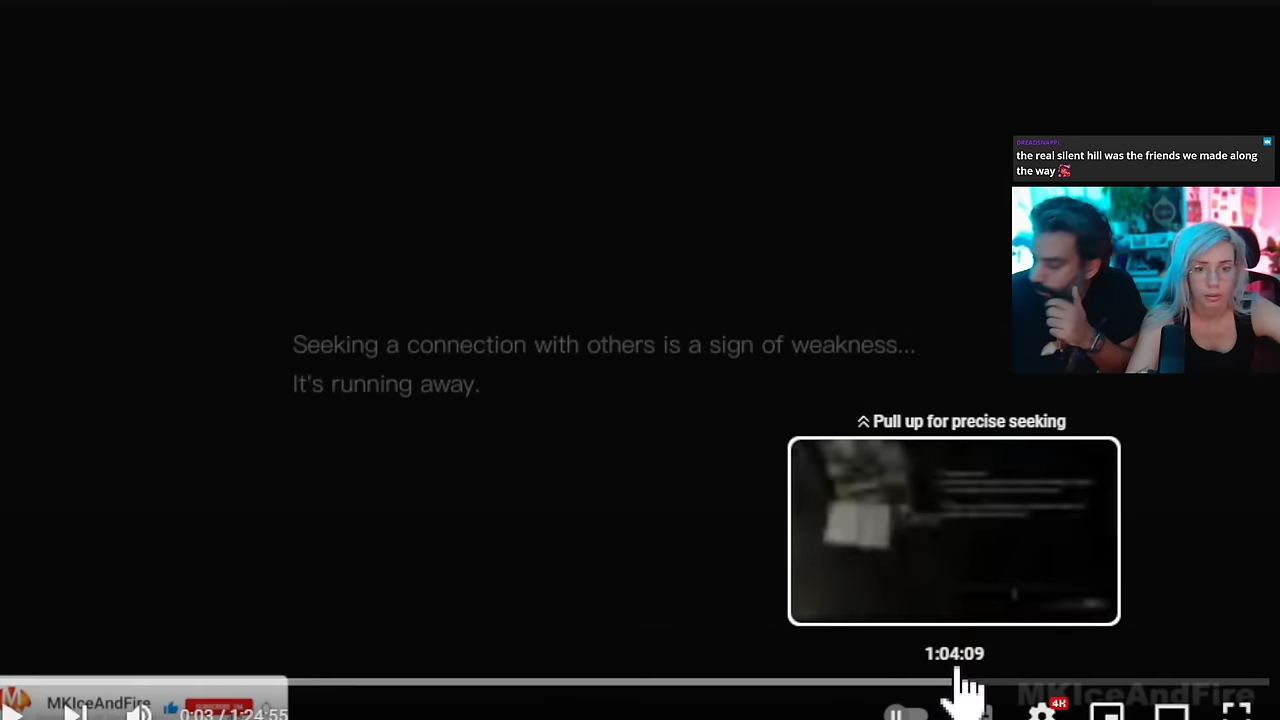 DREADSNAPPI
the real silent hill was the friends we made along
the way
Seeking a connection with others is a sign of weakness...
It's running away.
Pull up for precise seeking
1:04:09
MKIceAndFire
0:03 / 1:24:55
4K
MKIceAndFire